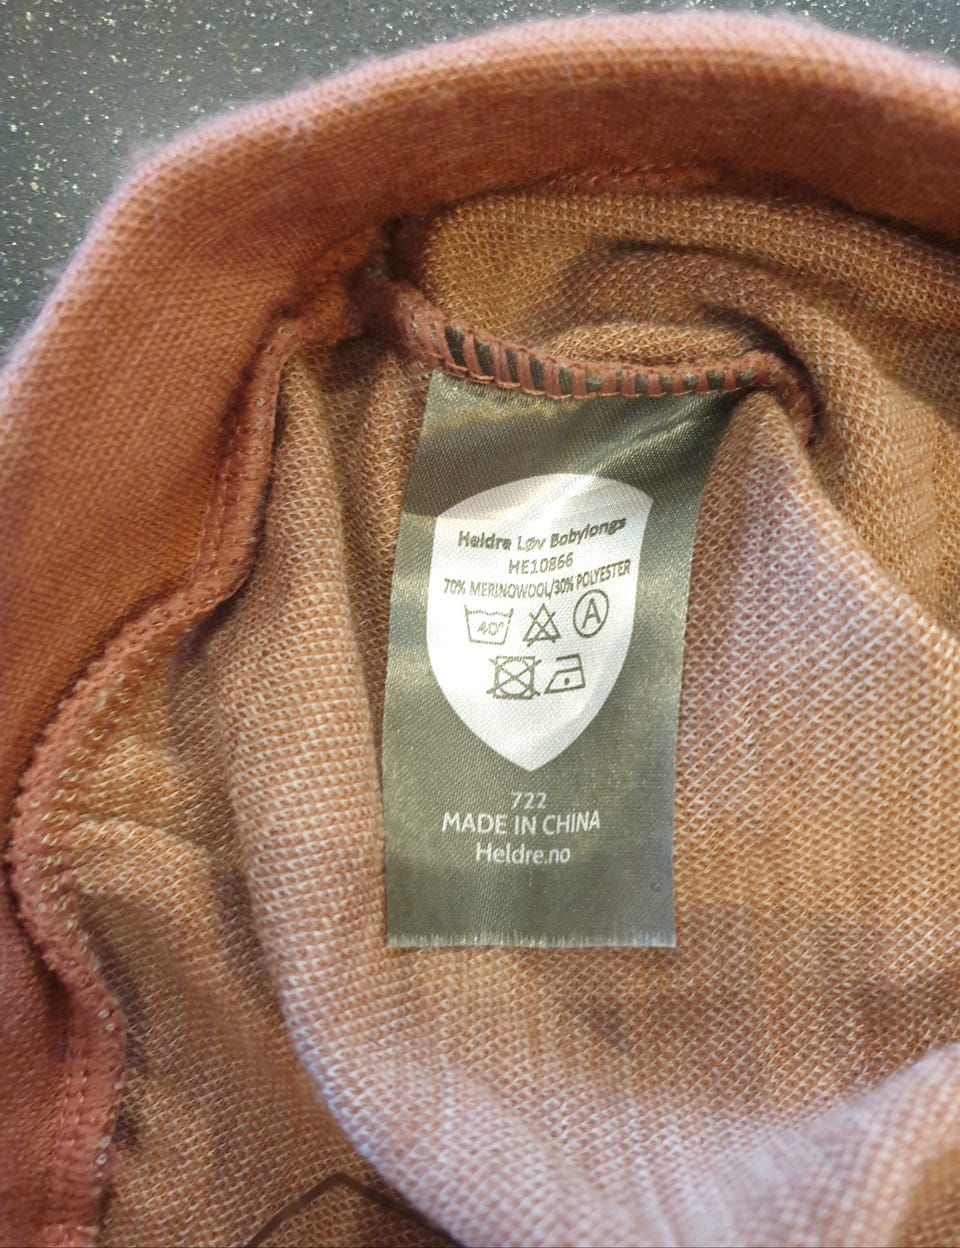 Heldre Løv Babylongs
HE10866
70% MERINOWOOL/30% POLYESTER
40°
A
722
MADE IN CHINA
Heldre.no